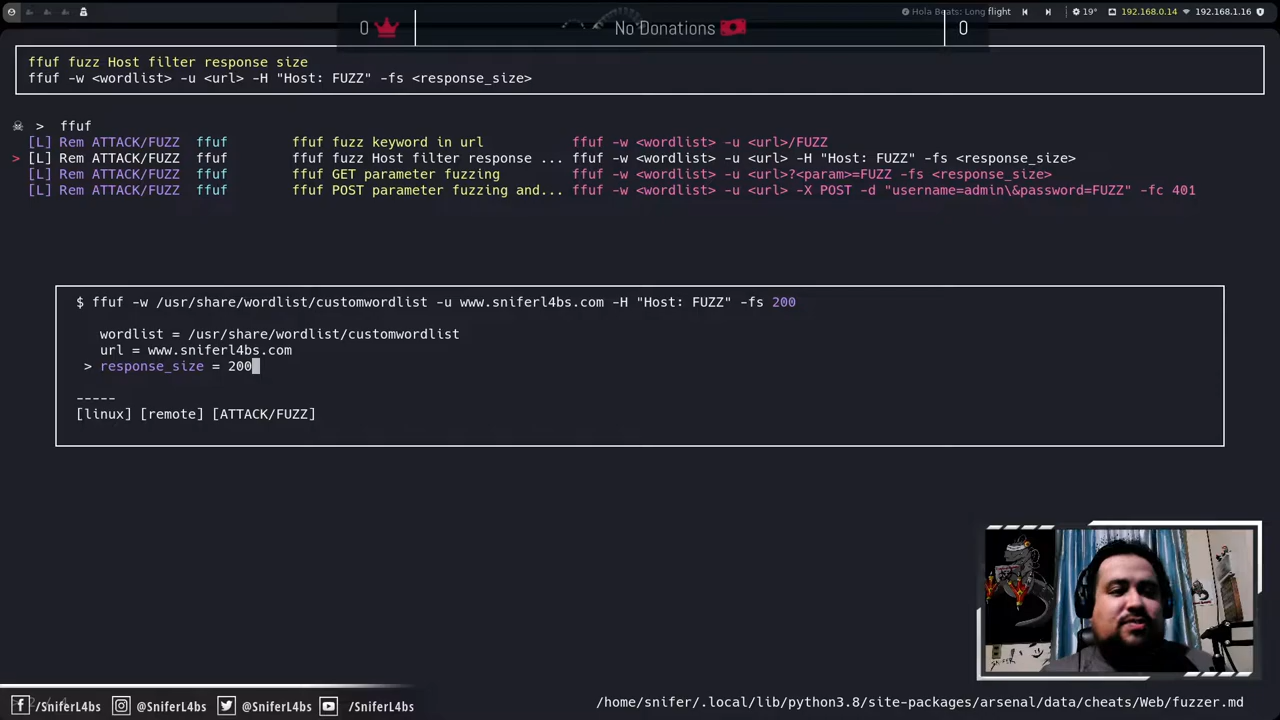 Hola Beats: Long flight 19° 192.168.0.14 192.168.1.16
0 No Donations 0
ffuf fuzz Host filter response size
ffuf -w <wordlist> -u <url> -H "Host: FUZZ" -fs <response_size>
> ffuf
[L] Rem ATTACK/FUZZ ffuf ffuf fuzz keyword in url ffuf -w <wordlist> -u <url>/FUZZ
> [L] Rem ATTACK/FUZZ ffuf ffuf fuzz Host filter response ... ffuf -w <wordlist> -u <url> -H "Host: FUZZ" -fs <response_size>
[L] Rem ATTACK/FUZZ ffuf ffuf GET parameter fuzzing ffuf -w <wordlist> -u <url>?<param>=FUZZ -fs <response_size>
[L] Rem ATTACK/FUZZ ffuf ffuf POST parameter fuzzing and... ffuf -w <wordlist> -u <url> -X POST -d "username=admin\&password=FUZZ" -fc 401
$ ffuf -w /usr/share/wordlist/customwordlist -u www.sniferl4bs.com -H "Host: FUZZ" -fs 200
wordlist = /usr/share/wordlist/customwordlist
url = www.sniferl4bs.com
> response_size = 200
-----
[linux] [remote] [ATTACK/FUZZ]
/SniferL4bs @SniferL4bs @SniferL4bs /SniferL4bs /home/snifer/.local/lib/python3.8/site-packages/arsenal/data/cheats/Web/fuzzer.md